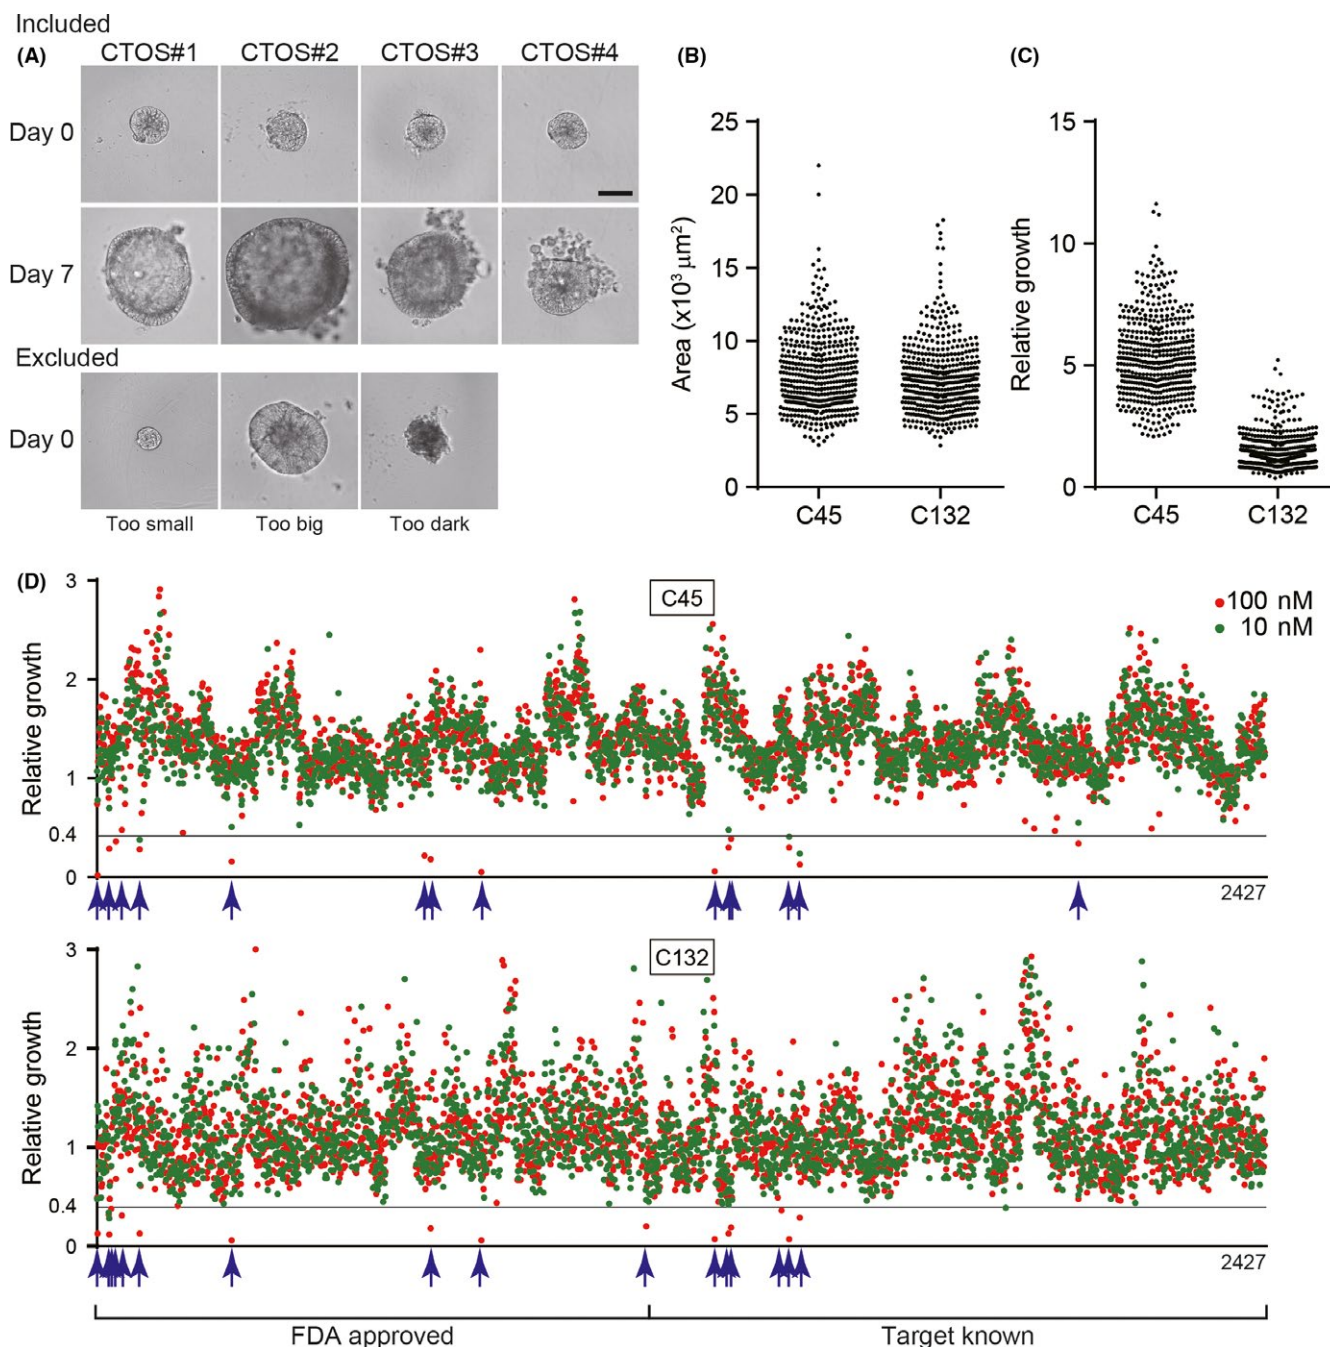 Included
(A) CTOS#1 CTOS#2 CTOS#3 CTOS#4
Day 0
Day 7
Excluded
Day 0
Too small Too big Too dark
(B)
Area (x10³ μm²)
25
20
15
10
5
0
C45 C132
(C)
Relative growth
15
10
5
0
C45 C132
(D)
C45
100 nM
10 nM
Relative growth
3
2
1
0.4
0
2427
C132
Relative growth
3
2
1
0.4
0
2427
FDA approved Target known